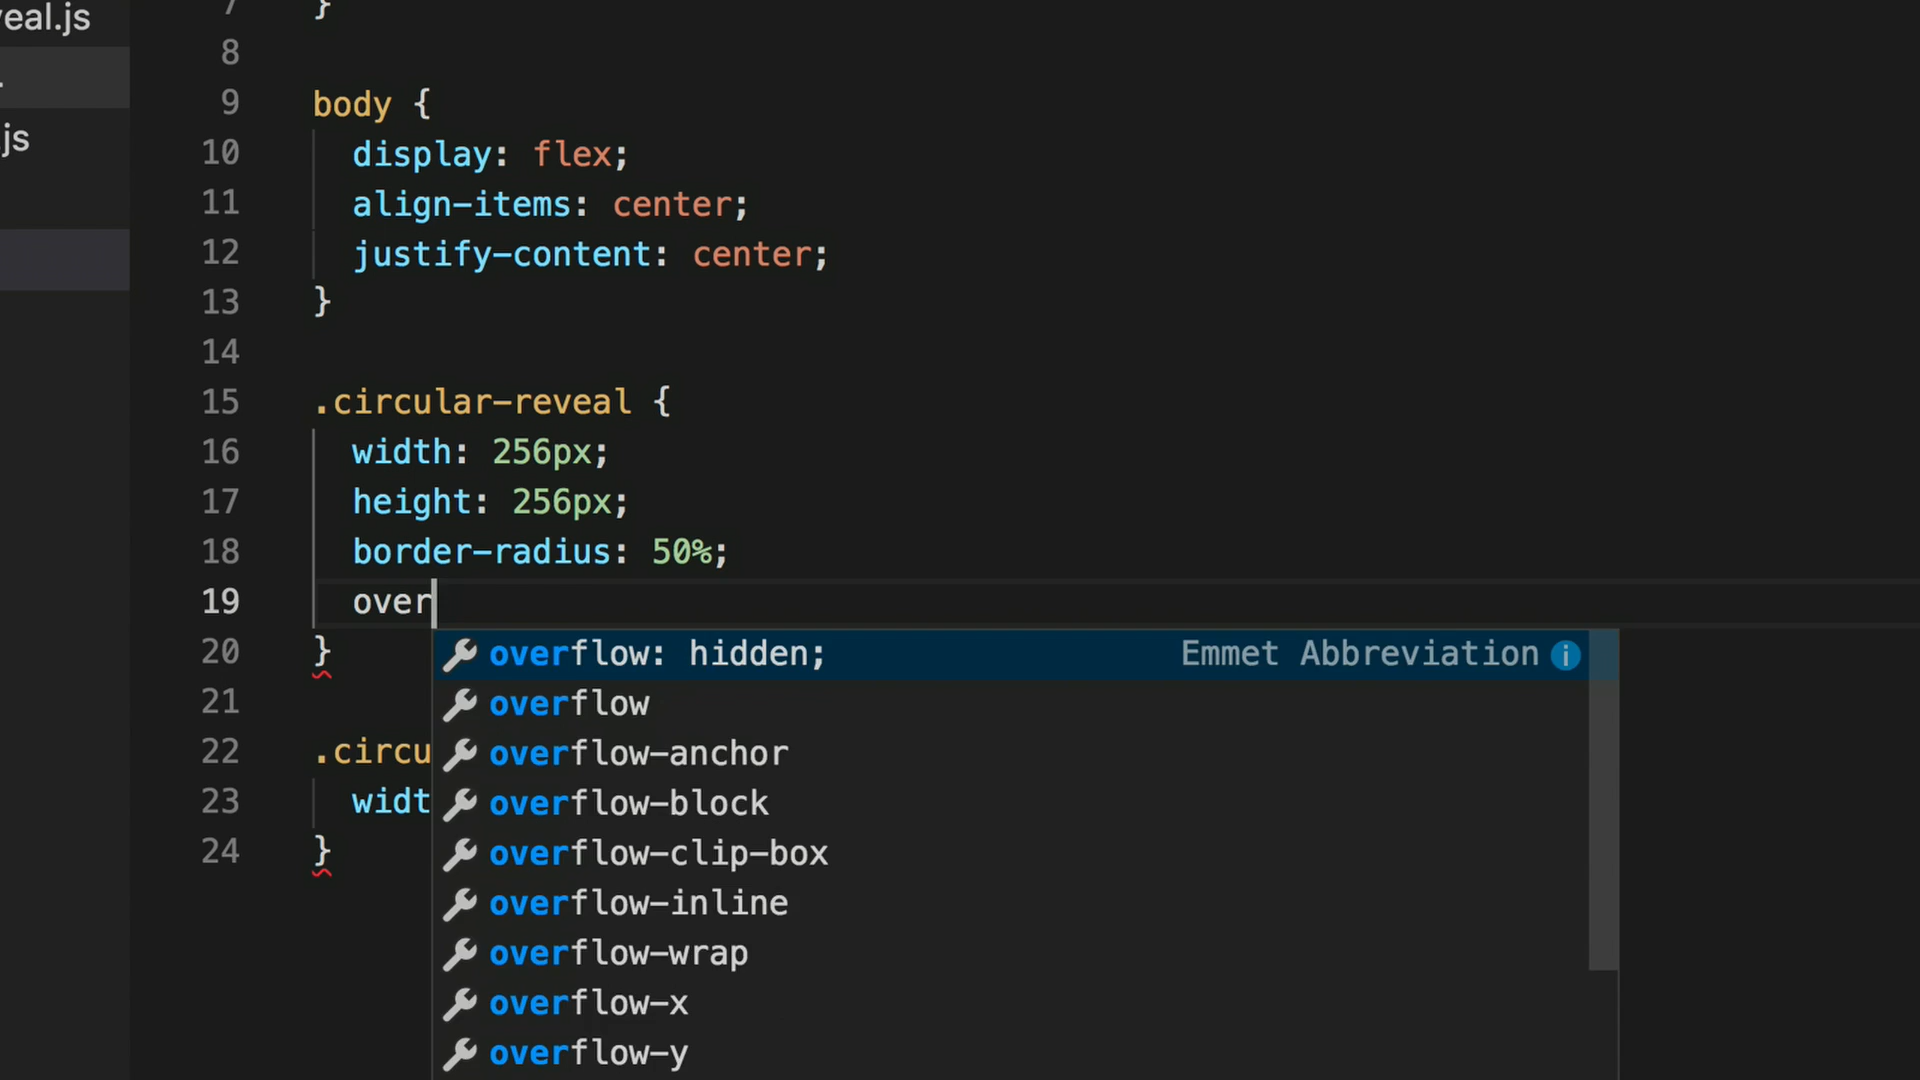 veal.js
.js
7 }
8
9 body {
10 display: flex;
11 align-items: center;
12 justify-content: center;
13 }
14
15 .circular-reveal {
16 width: 256px;
17 height: 256px;
18 border-radius: 50%;
19 over
overflow: hidden; Emmet Abbreviation
20 }
overflow
21
overflow-anchor
22 .circu
overflow-block
23 widt
overflow-clip-box
24 }
overflow-inline
overflow-wrap
overflow-x
overflow-y